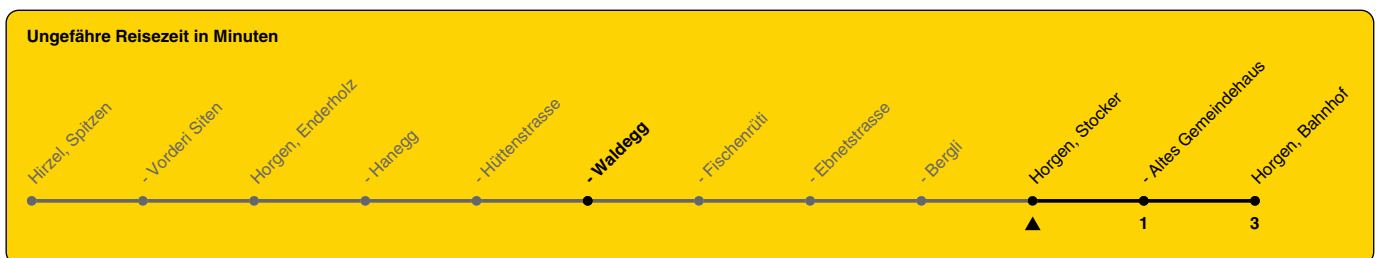 Ungefähre Reisezeit in Minuten
Hirzel, Spitzen
- Vorderi Siten
Horgen, Enderholz
- Hanegg
- Hüttenstrasse
- Waldegg
- Fischenrüti
- Ebnetstrasse
- Bergli
Horgen, Stocker
- Altes Gemeindehaus
Horgen, Bahnhof
1
3